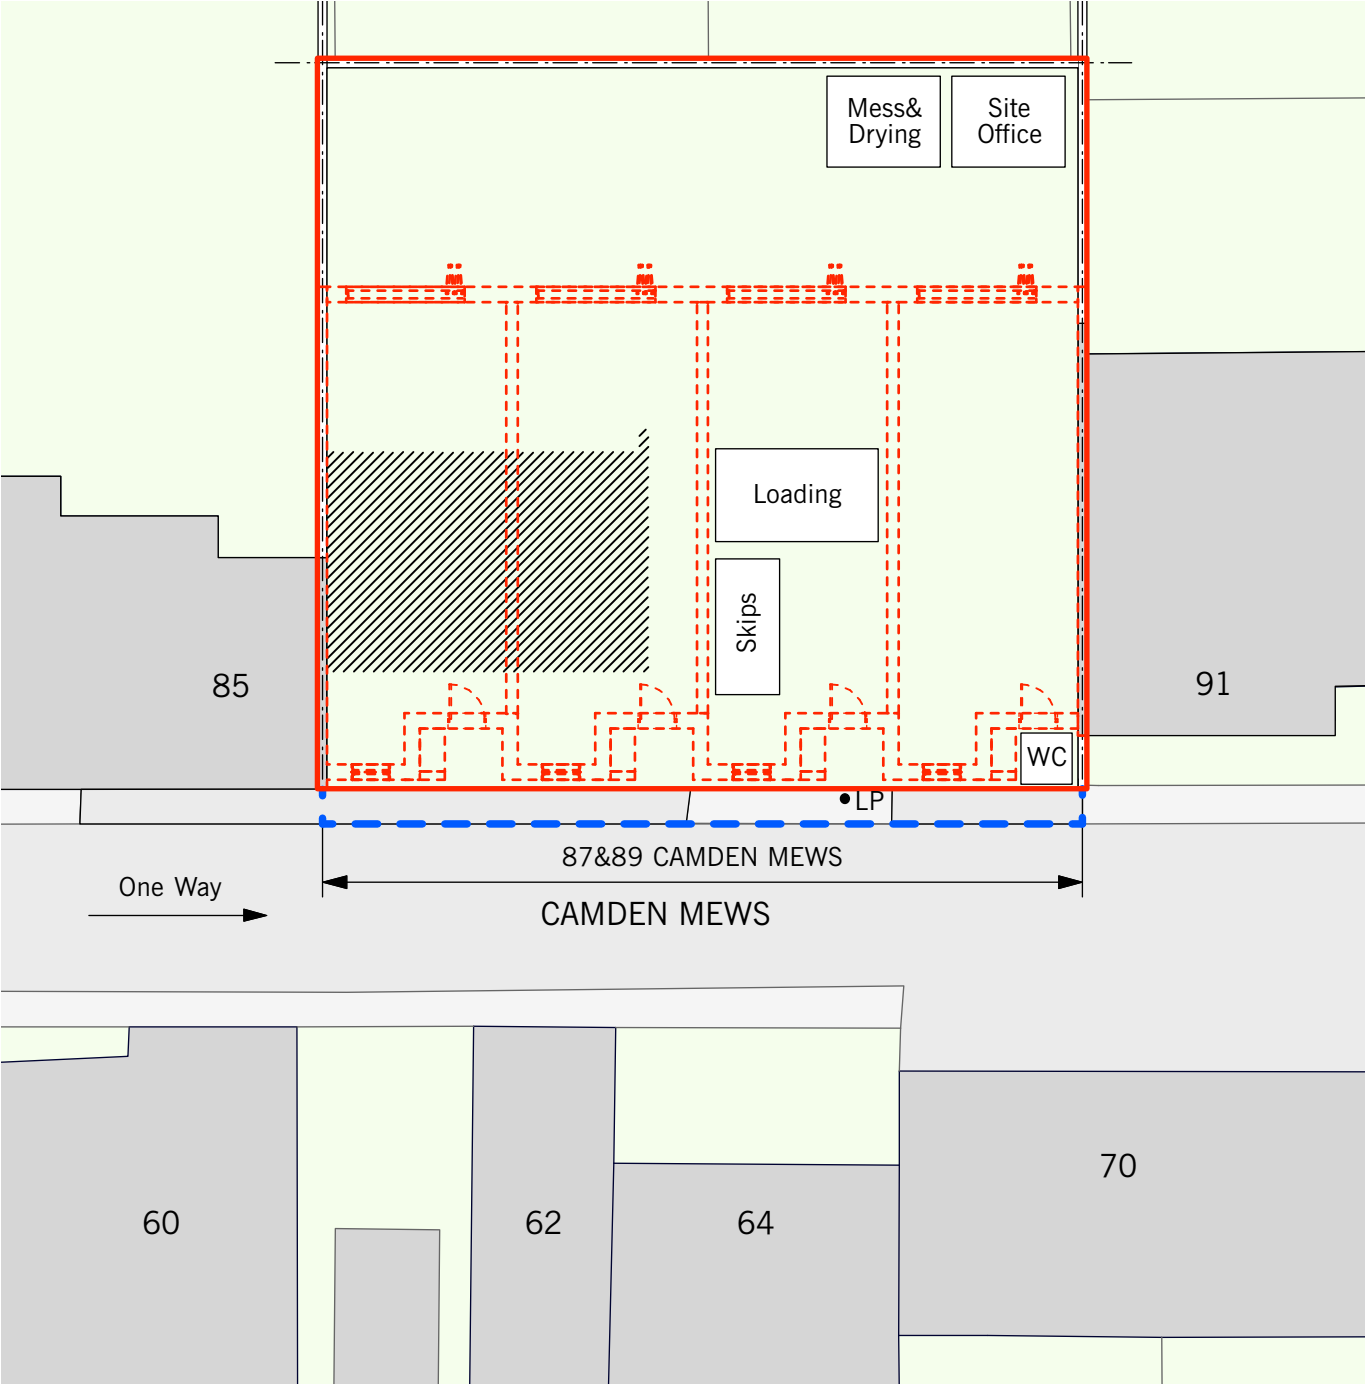 Mess&
Drying
Site
Office
Loading
Skips
85
91
WC
LP
87&89 CAMDEN MEWS
One Way
CAMDEN MEWS
70
60
62
64